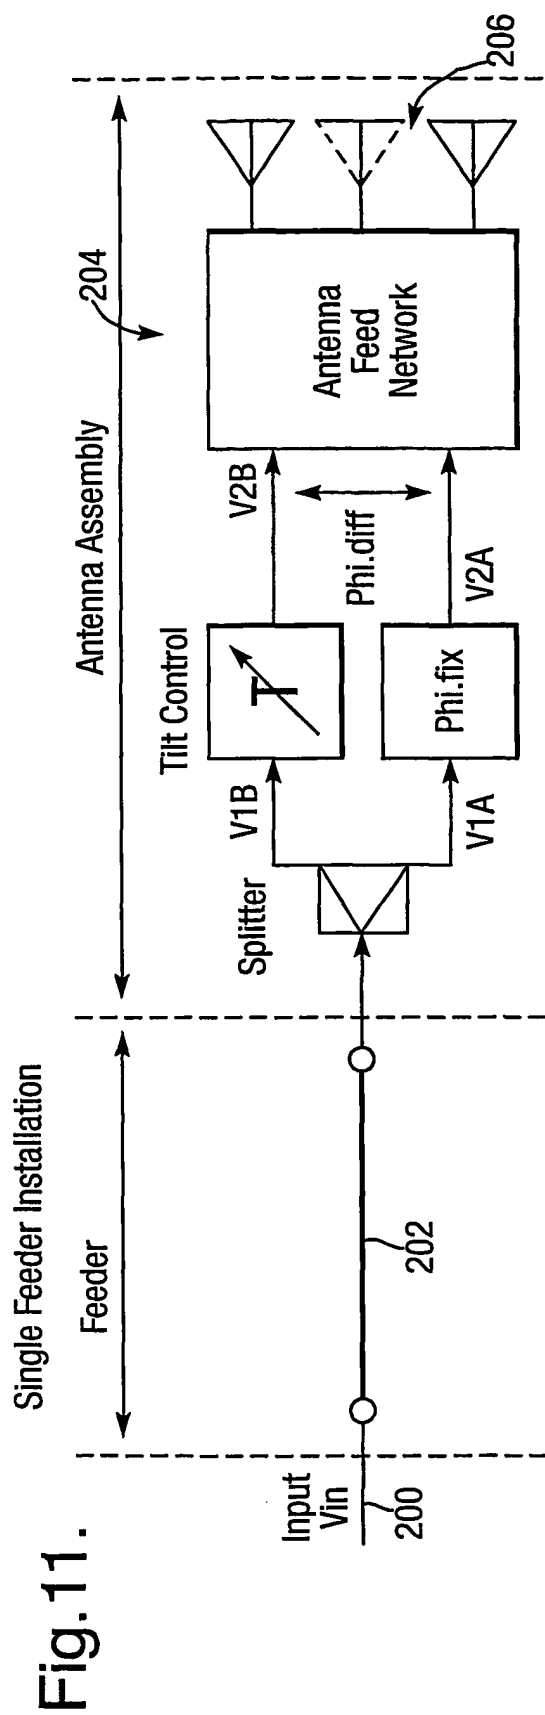 Fig.11.
Single Feeder Installation
Feeder
Antenna Assembly
204
Input
Vin
200
202
Splitter
V1B
V1A
Tilt Control
T
Phi.fix
V2B
Phi.diff
V2A
Antenna
Feed
Network
206